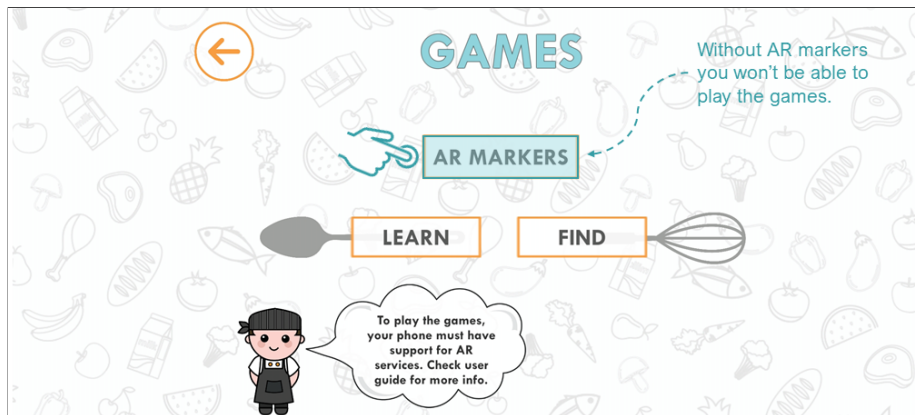 GAMES
Without AR markers
you won't be able to
play the games.
AR MARKERS
LEARN
FIND
To play the games,
your phone must have
support for AR
services. Check user
guide for more info.